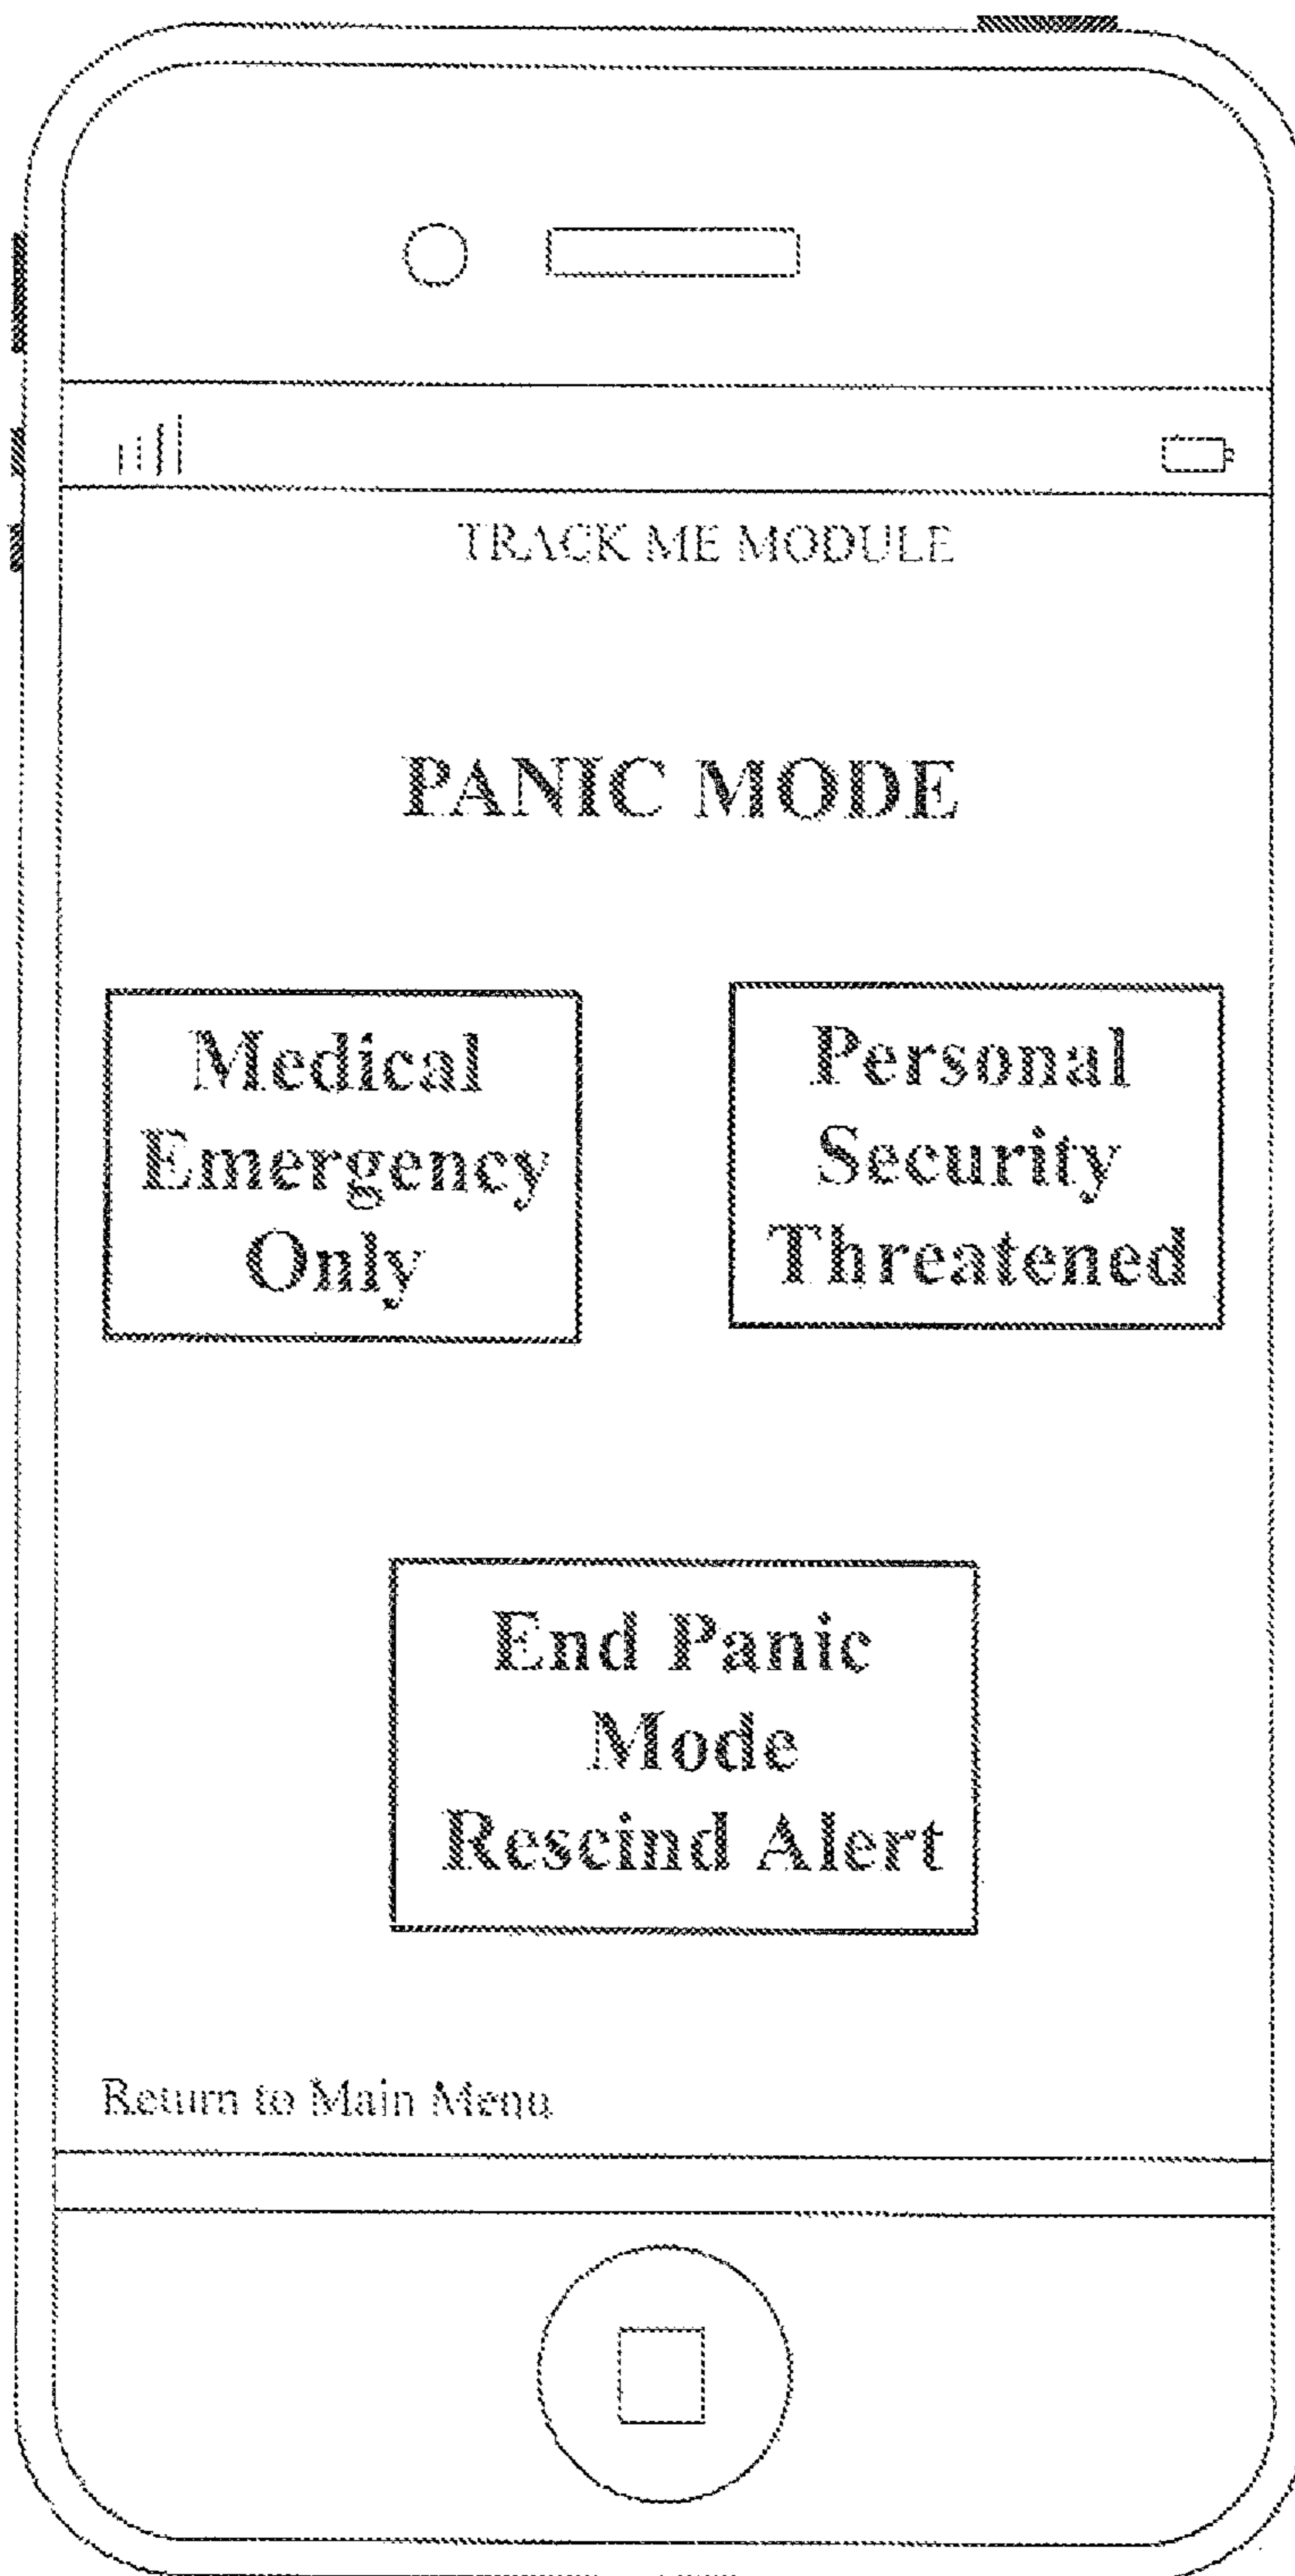 TRACK ME MODULE
PANIC MODE
Medical
Emergency
Only
Personal
Security
Threatened
End Panic
Mode
Rescind Alert
Return to Main Menu